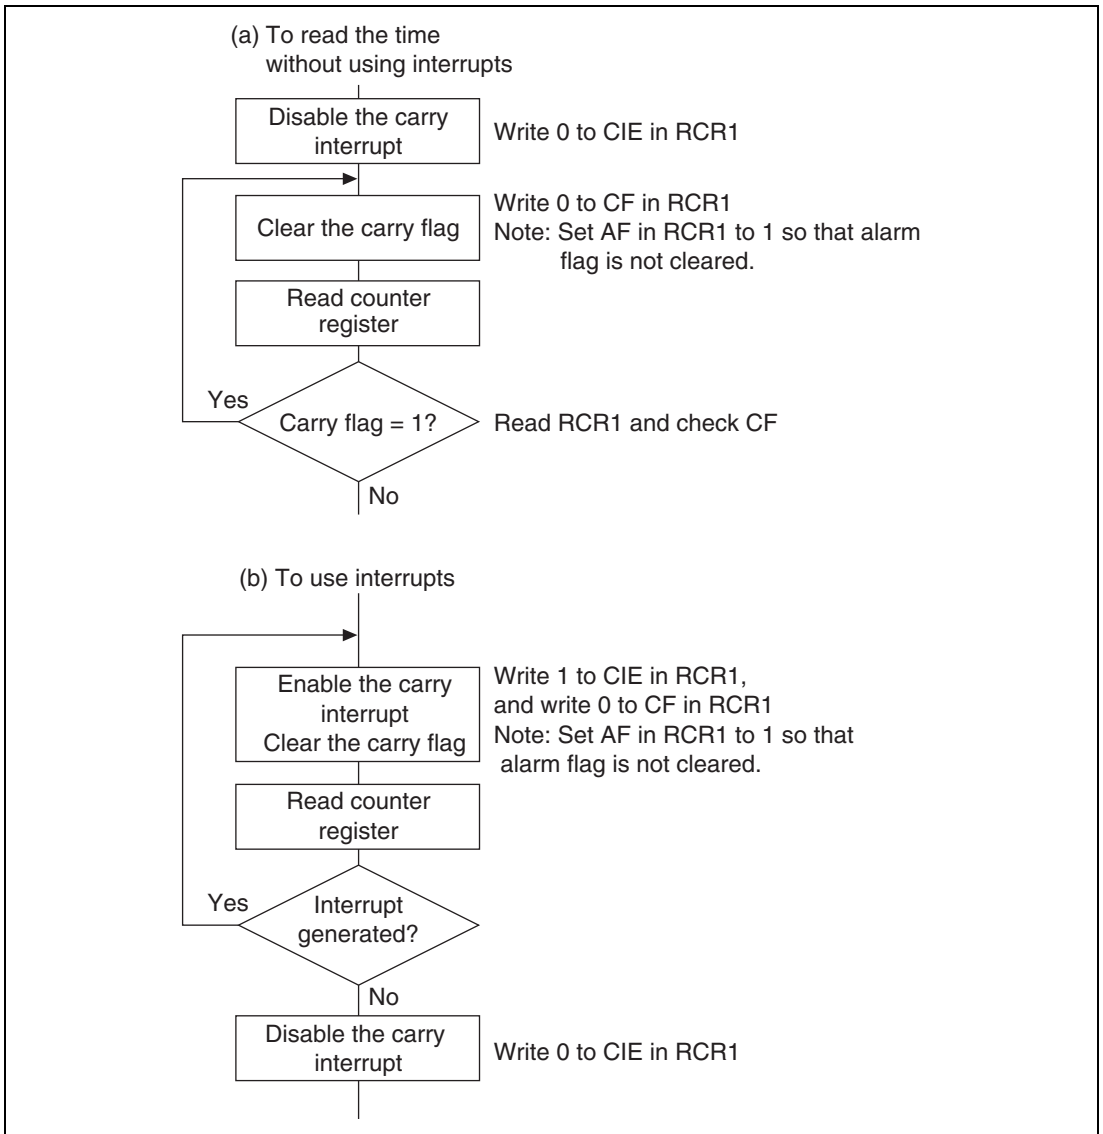 (a) To read the time
without using interrupts
Disable the carry
interrupt
Write 0 to CIE in RCR1
Clear the carry flag
Write 0 to CF in RCR1
Note: Set AF in RCR1 to 1 so that alarm
flag is not cleared.
Read counter
register
Yes
Carry flag = 1?
Read RCR1 and check CF
No
(b) To use interrupts
Enable the carry
interrupt
Clear the carry flag
Write 1 to CIE in RCR1,
and write 0 to CF in RCR1
Note: Set AF in RCR1 to 1 so that
alarm flag is not cleared.
Read counter
register
Yes
Interrupt
generated?
No
Disable the carry
interrupt
Write 0 to CIE in RCR1